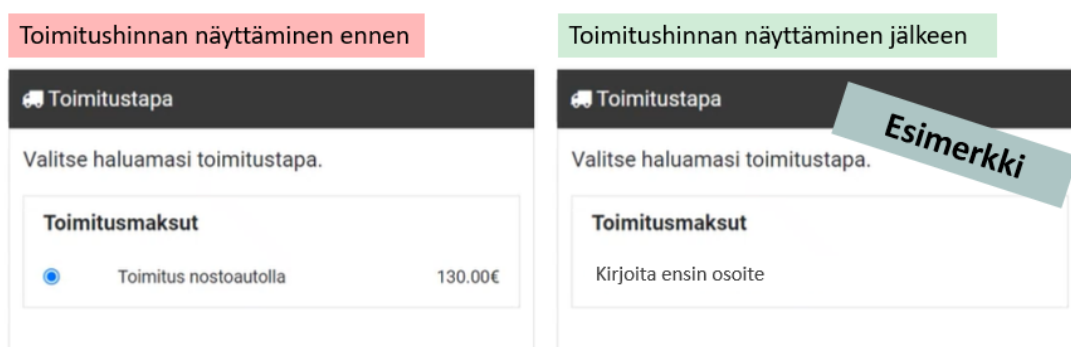 Toimitushinnan näyttäminen ennen
Toimitustapa
Valitse haluamasi toimitustapa.
Toimitusmaksut
Toimitus nostoautolla 130.00€
Toimitushinnan näyttäminen jälkeen
Toimitustapa
Esimerkki
Valitse haluamasi toimitustapa.
Toimitusmaksut
Kirjoita ensin osoite